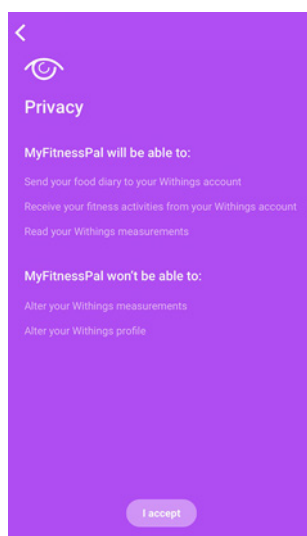 Privacy
MyFitnessPal will be able to:
Send your food diary to your Withings account
Receive your fitness activities from your Withings account
Read your Withings measurements
MyFitnessPal won't be able to:
Alter your Withings measurements
Alter your Withings profile
I accept